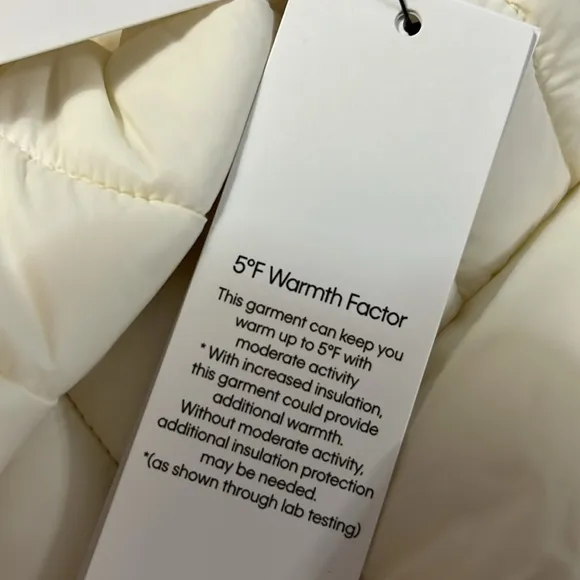 5°F Warmth Factor
This garment can keep you
warm up to 5°F with
moderate activity
*With increased insulation,
this garment could provide
additional warmth.
Without moderate activity,
additional insulation protection
may be needed.
*(as shown through lab testing)